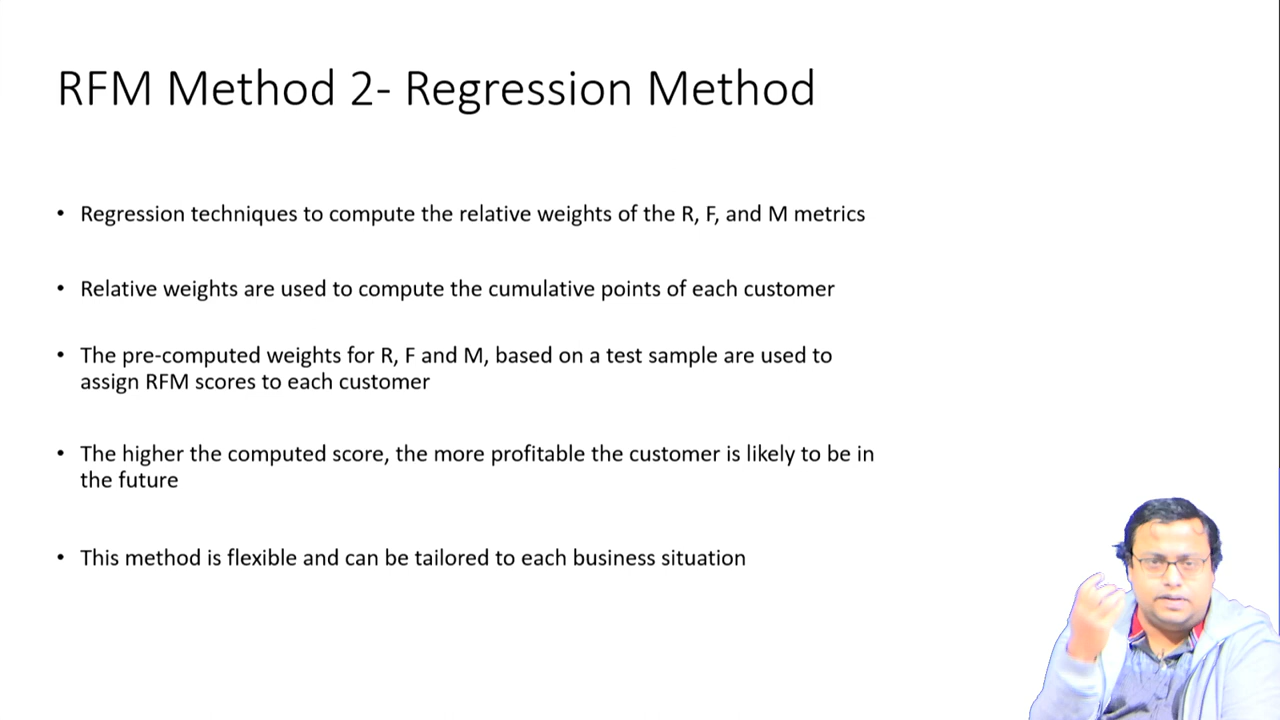 RFM Method 2- Regression Method
• Regression techniques to compute the relative weights of the R, F, and M metrics
• Relative weights are used to compute the cumulative points of each customer
• The pre-computed weights for R, F and M, based on a test sample are used to
assign RFM scores to each customer
• The higher the computed score, the more profitable the customer is likely to be in
the future
• This method is flexible and can be tailored to each business situation